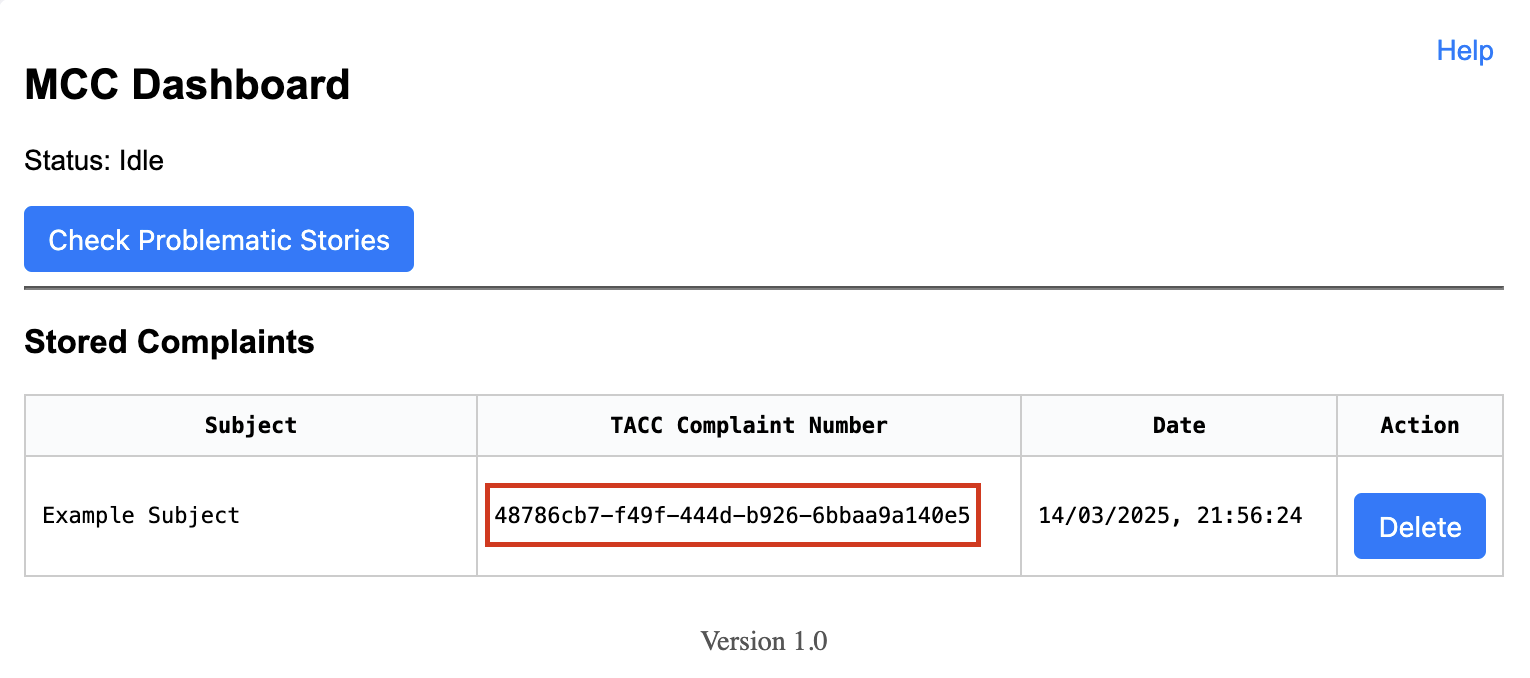 Help
MCC Dashboard
Status: Idle
Check Problematic Stories
Stored Complaints
Subject TACC Complaint Number Date Action
Example Subject 48786cb7-f49f-444d-b926-6bbaa9a140e5 14/03/2025, 21:56:24 Delete
Version 1.0